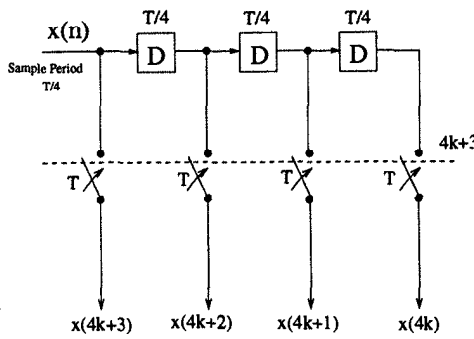 T/4 T/4 T/4
x(n) D D D
Sample Period
T/4
4k+3
T T T T
x(4k+3) x(4k+2) x(4k+1) x(4k)